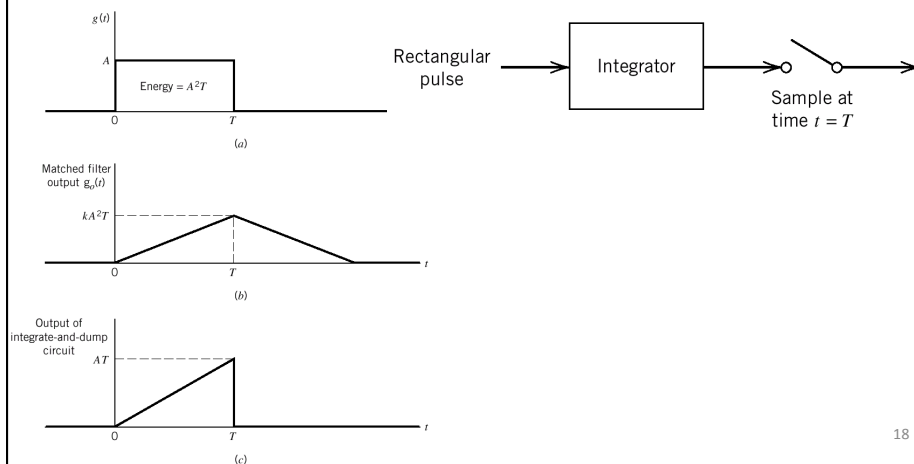 g(t)
A
Energy = A²T
0
T
(a)
Rectangular
pulse
Integrator
Sample at
time t = T
Matched filter
output gₒ(t)
kA²T
0
T
t
(b)
Output of
integrate-and-dump
circuit
AT
0
T
t
(c)
18